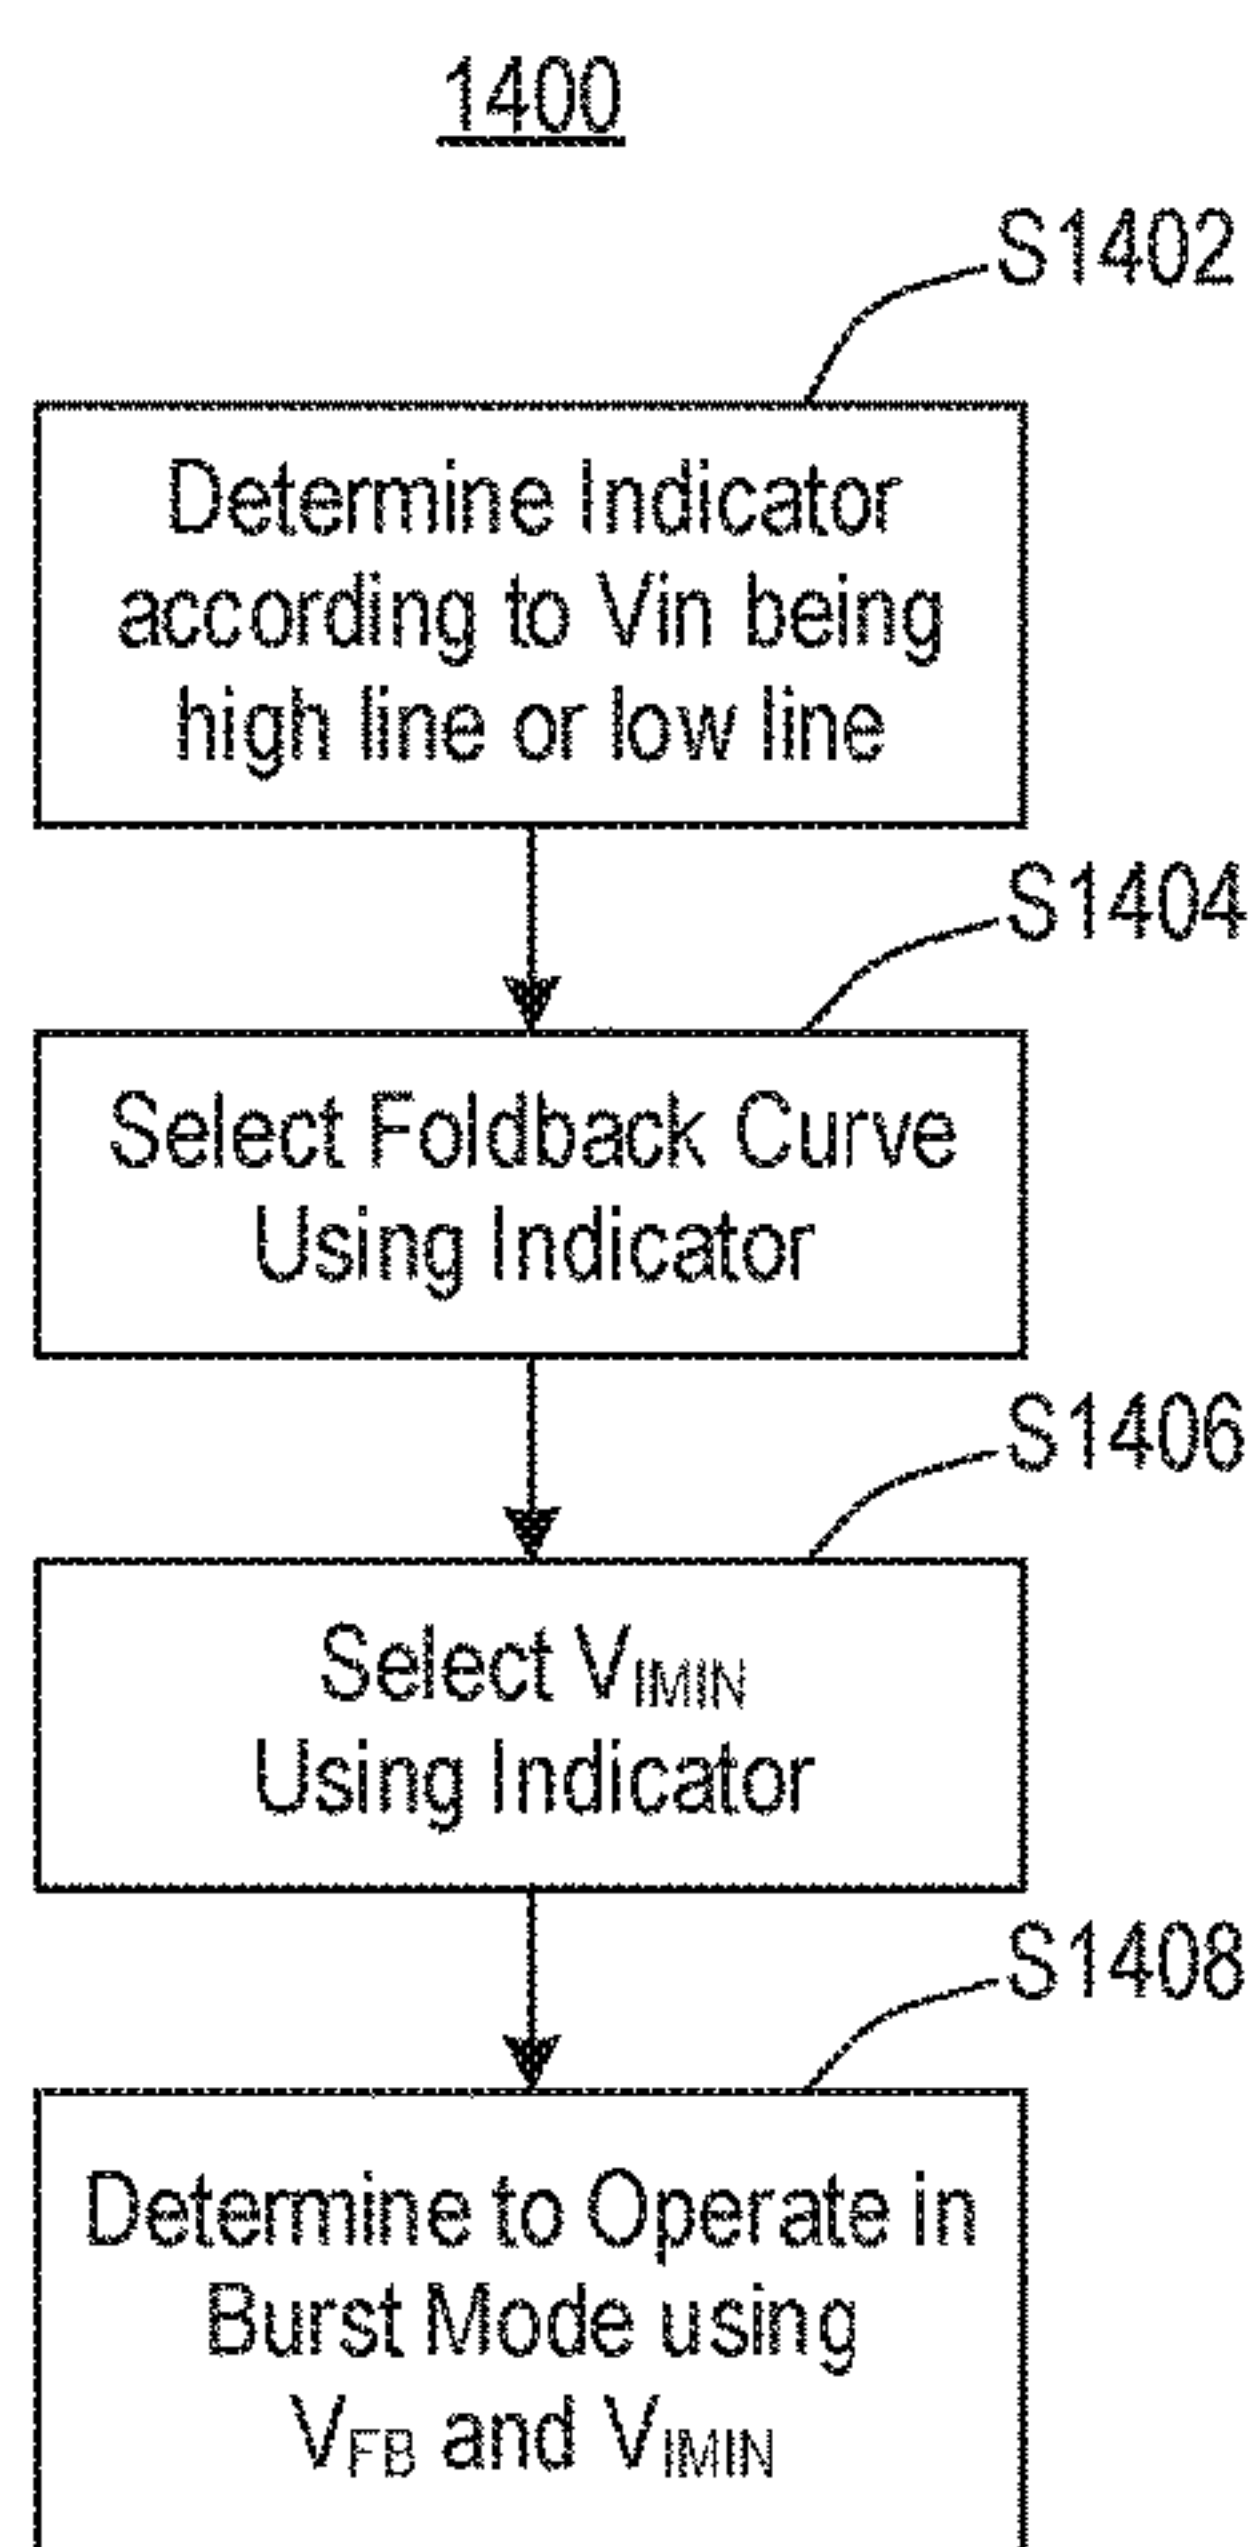 1400
S1402
Determine Indicator
according to Vin being
high line or low line
S1404
Select Foldback Curve
Using Indicator
S1406
Select VIMIN
Using Indicator
S1408
Determine to Operate in
Burst Mode using
VFB and VIMIN